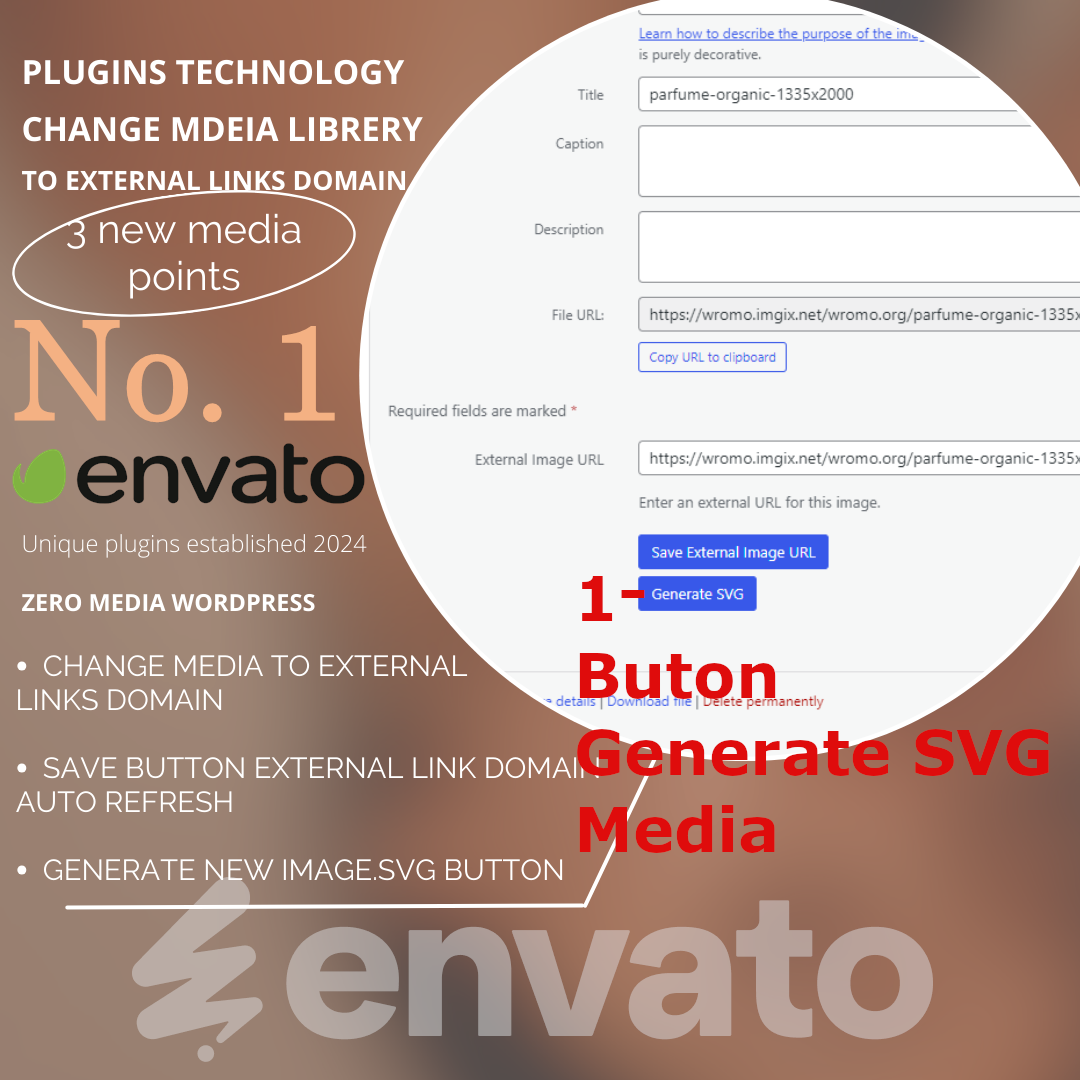 PLUGINS TECHNOLOGY
CHANGE MDEIA LIBRERY
TO EXTERNAL LINKS DOMAIN
3 new media
points
No. 1
envato
Unique plugins established 2024
ZERO MEDIA WORDPRESS
• CHANGE MEDIA TO EXTERNAL
LINKS DOMAIN
• SAVE BUTTON EXTERNAL LINK DOMAIN
AUTO REFRESH
• GENERATE NEW IMAGE.SVG BUTTON
Learn how to describe the purpose of the
is purely decorative.
Title
parfume-organic-1335x2000
Caption
Description
File URL:
https://wromo.imgix.net/wromo.org/parfume-organic-1335x
Copy URL to clipboard
Required fields are marked *
External Image URL
https://wromo.imgix.net/wromo.org/parfume-organic-1335x
Enter an external URL for this image.
Save External Image URL
Generate SVG
details | Download file | Delete permanently
1-
Buton
Generate SVG
Media
envato